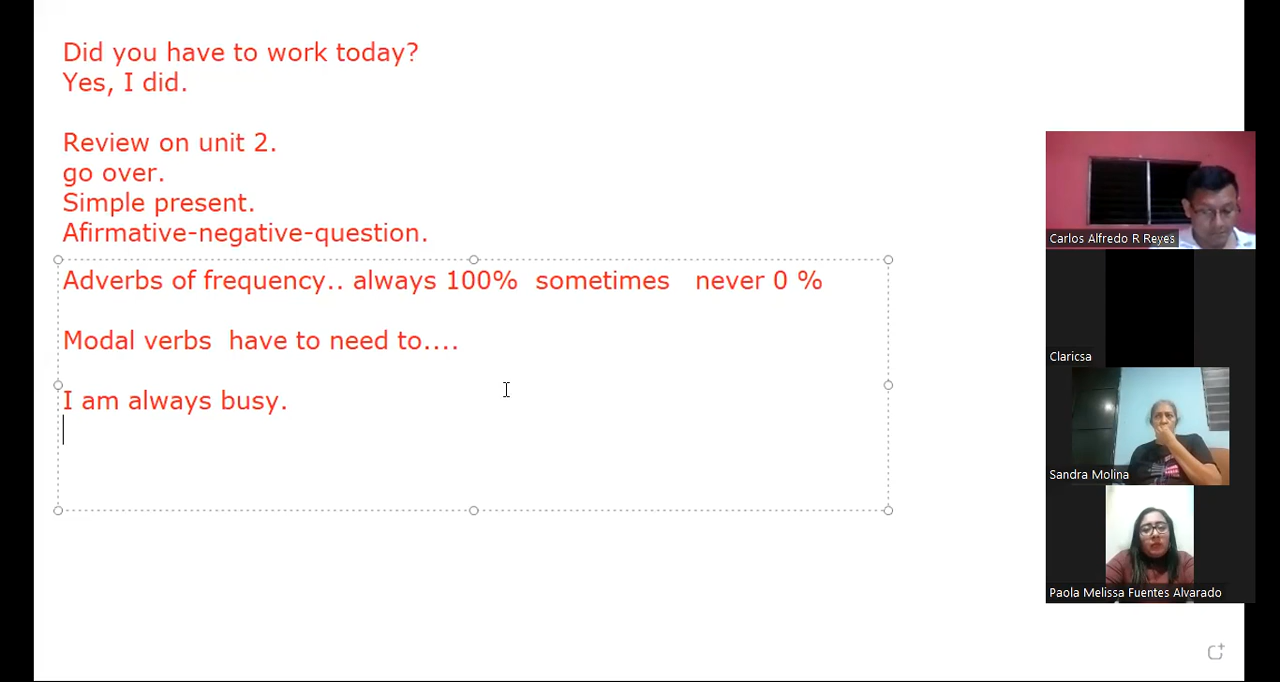 Did you have to work today?
Yes, I did.
Review on unit 2.
go over.
Simple present.
Afirmative-negative-question.
Adverbs of frequency.. always 100%  sometimes   never 0 %
Modal verbs  have to need to....
I am always busy.
Carlos Alfredo R Reyes
Claricsa
Sandra Molina
Paola Melissa Fuentes Alvarado